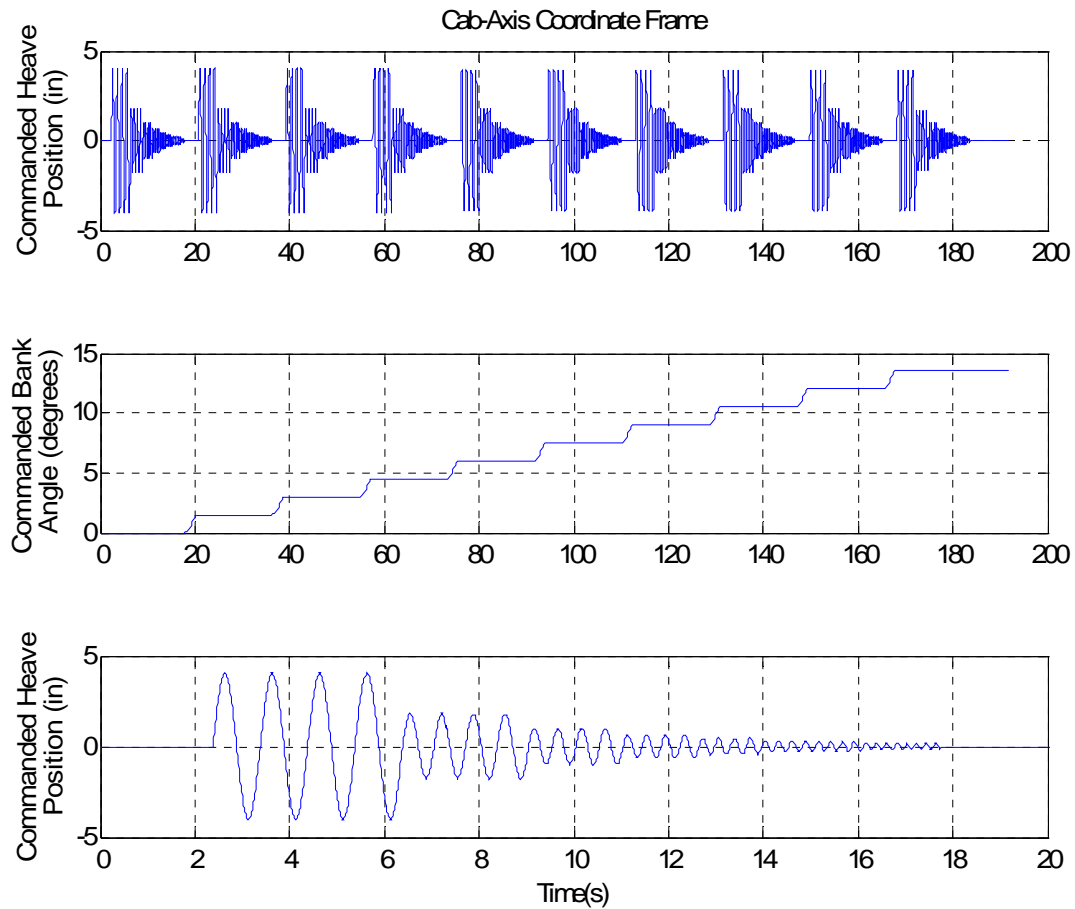 Cab-Axis Coordinate Frame
Commanded Heave
Position (in)
5
0
-5
0 20 40 60 80 100 120 140 160 180 200
Commanded Bank
Angle (degrees)
15
10
5
0
0 20 40 60 80 100 120 140 160 180 200
Commanded Heave
Position (in)
5
0
-5
0 2 4 6 8 10 12 14 16 18 20
Time(s)